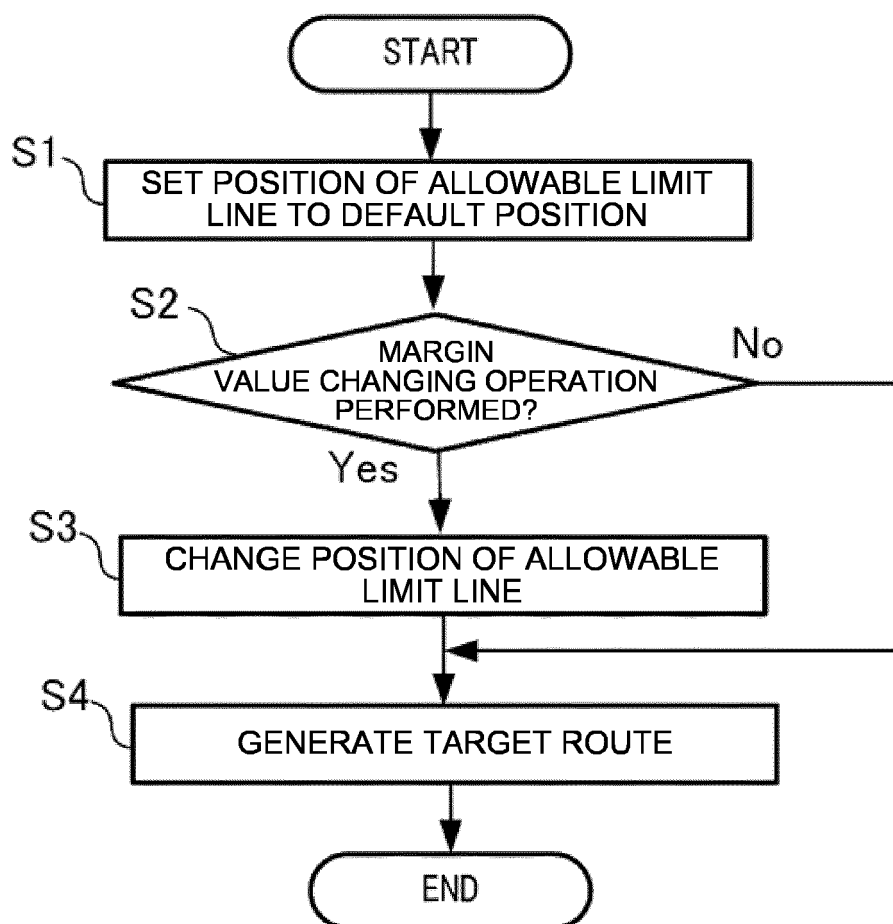 START
S1
SET POSITION OF ALLOWABLE LIMIT
LINE TO DEFAULT POSITION
S2
MARGIN
VALUE CHANGING OPERATION
PERFORMED?
No
Yes
S3
CHANGE POSITION OF ALLOWABLE
LIMIT LINE
S4
GENERATE TARGET ROUTE
END